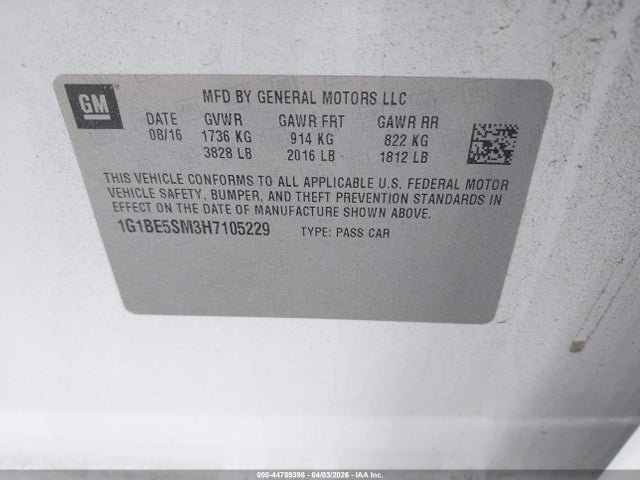 GM
MFD BY GENERAL MOTORS LLC
DATE GVWR GAWR FRT GAWR RR
08/16 1736 KG 914 KG 822 KG
3828 LB 2016 LB 1812 LB
THIS VEHICLE CONFORMS TO ALL APPLICABLE U.S. FEDERAL MOTOR
VEHICLE SAFETY, BUMPER, AND THEFT PREVENTION STANDARDS IN
EFFECT ON THE DATE OF MANUFACTURE SHOWN ABOVE.
1G1BE5SM3H7105229 TYPE: PASS CAR
000-44789398 | 04/03/2026 | IAA Inc.